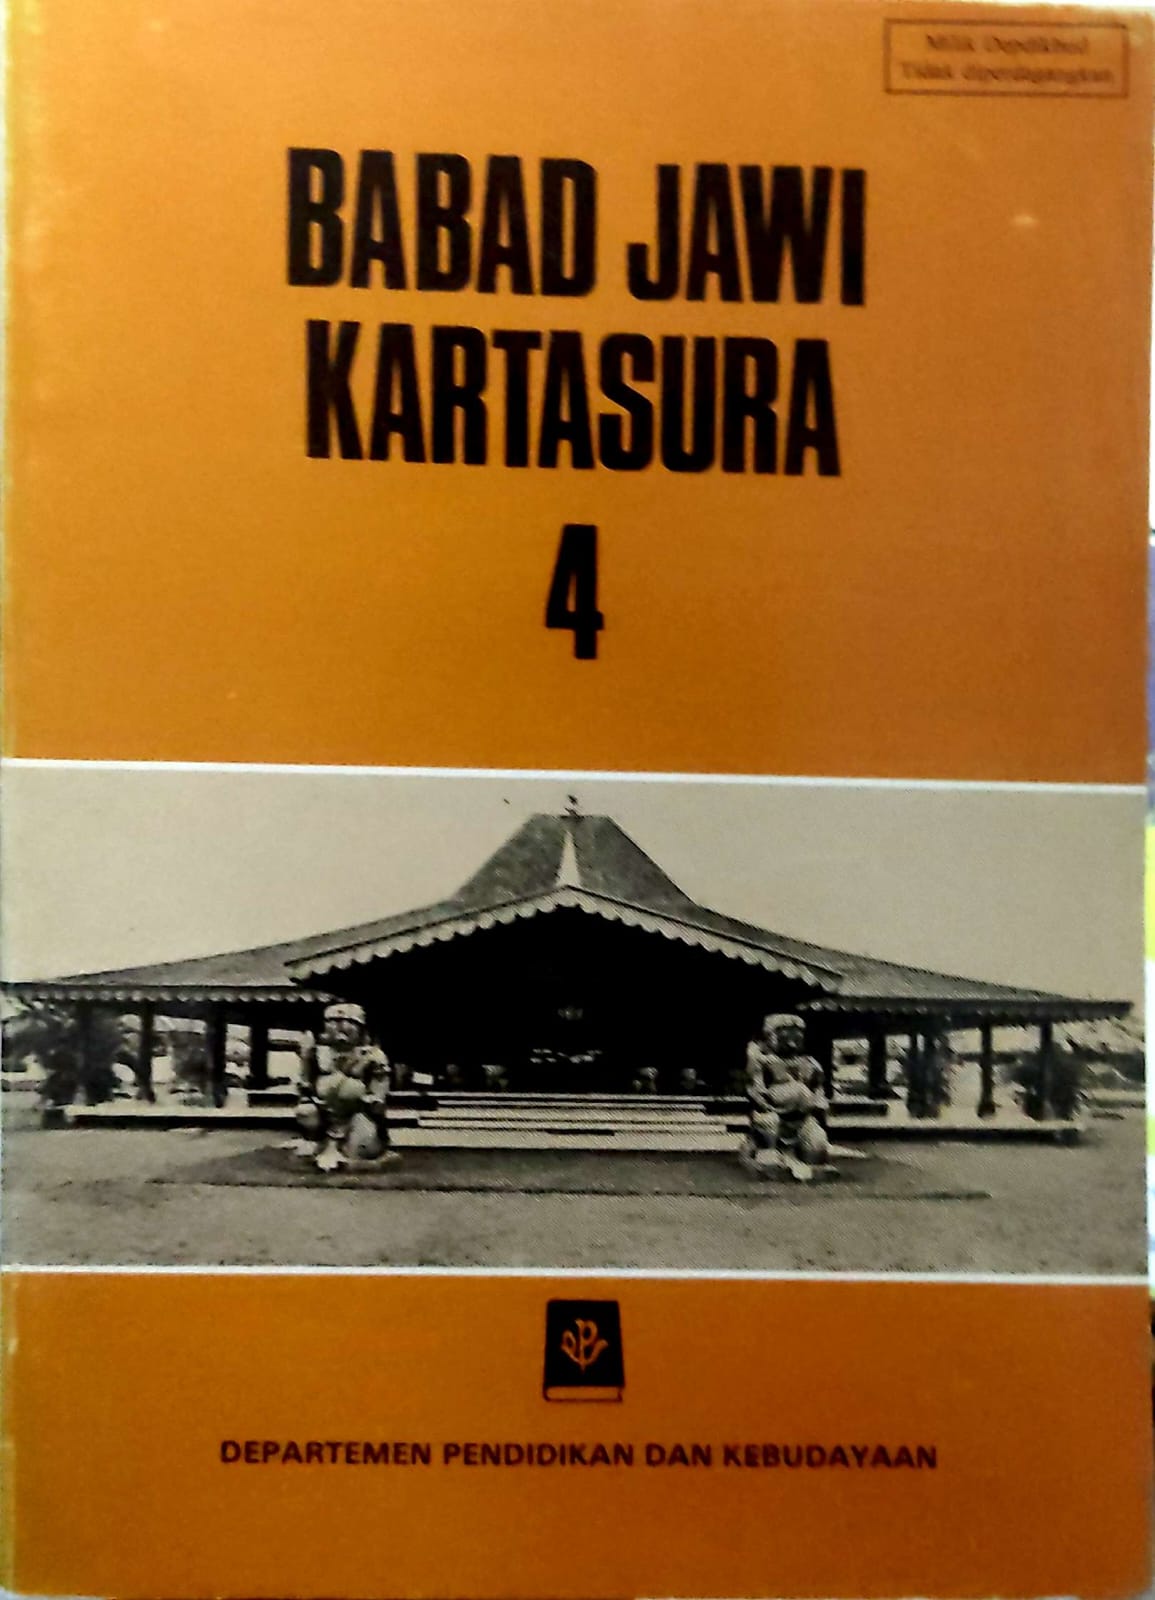 Milik Depdikbud
Tidak diperdagangkan
BABAD JAWI
KARTASURA
4
DEPARTEMEN PENDIDIKAN DAN KEBUDAYAAN